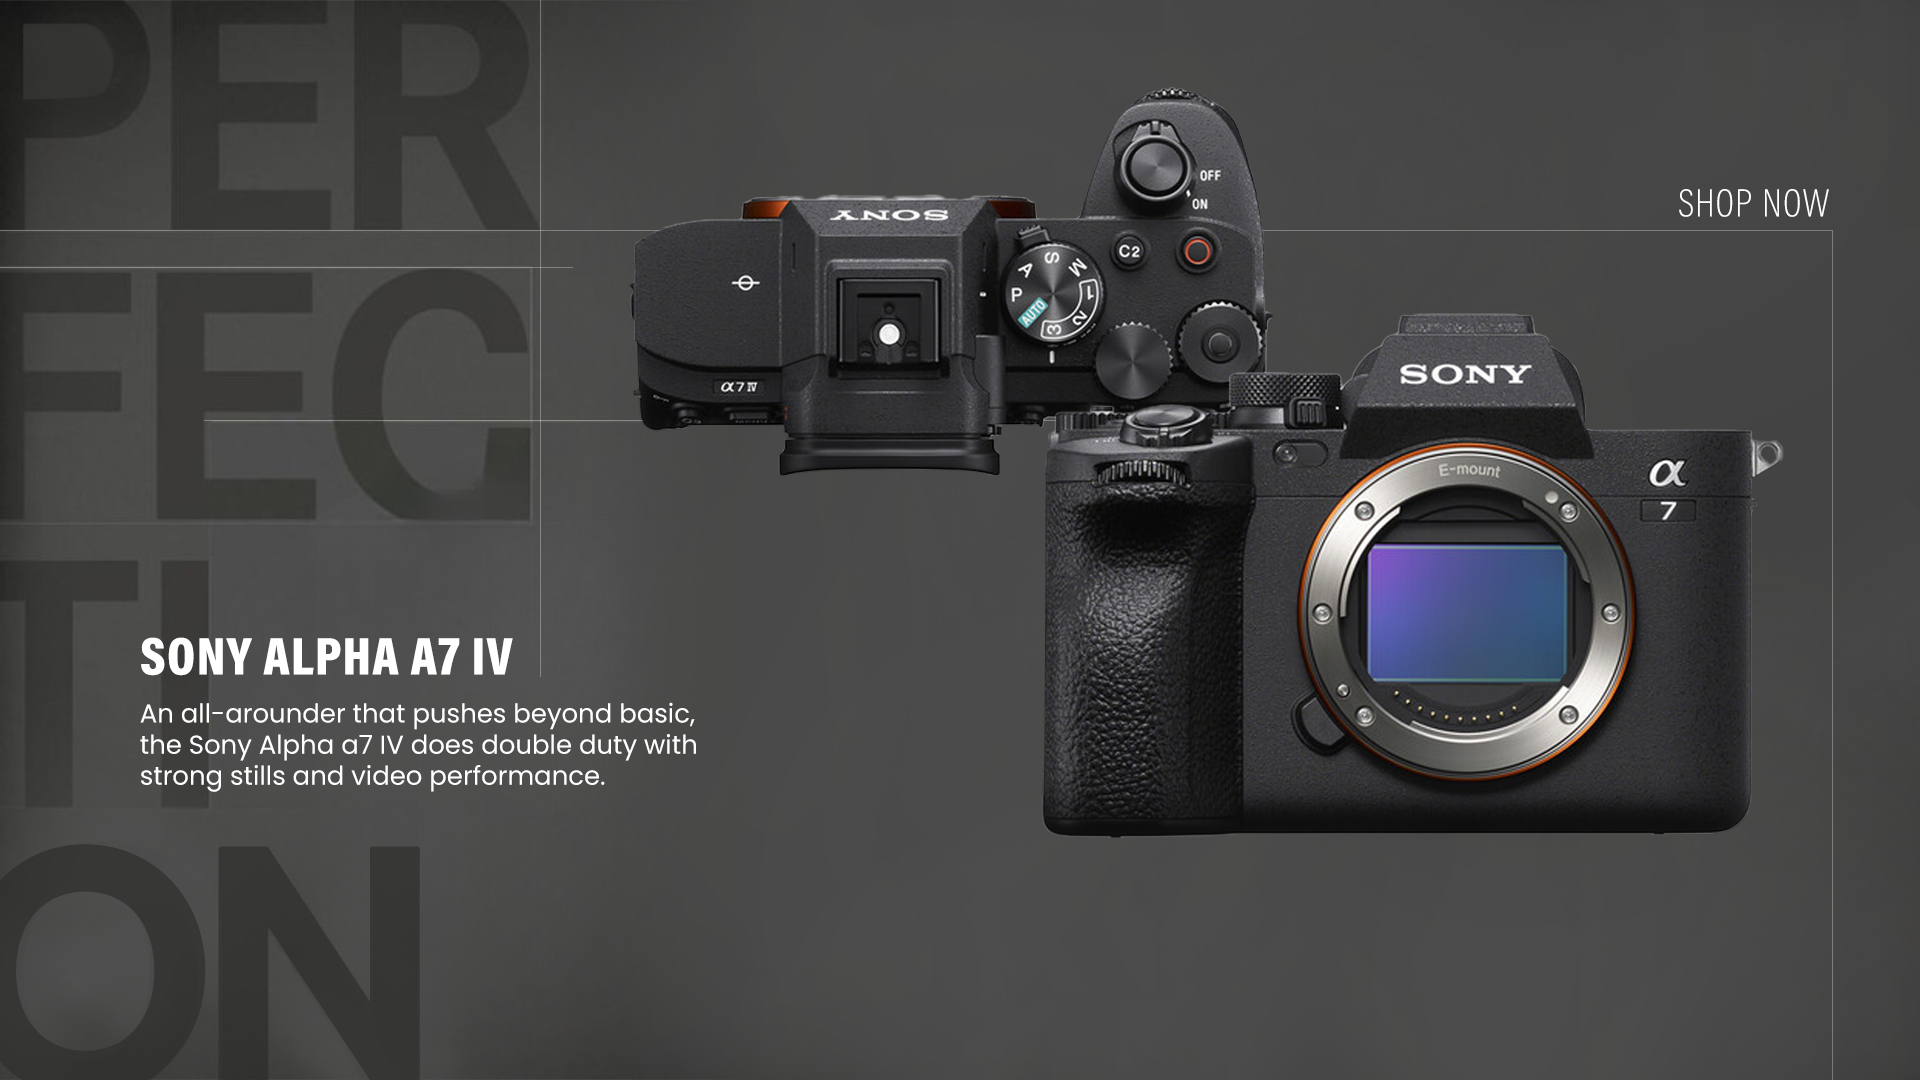 PER
FEC
TI
ON
SHOP NOW
SONY
OFF
ON
C2
M
S
A
P
AUTO
1
2
3
α7 IV
SONY
E-mount
α
7
SONY ALPHA A7 IV
An all-arounder that pushes beyond basic,
the Sony Alpha a7 IV does double duty with
strong stills and video performance.